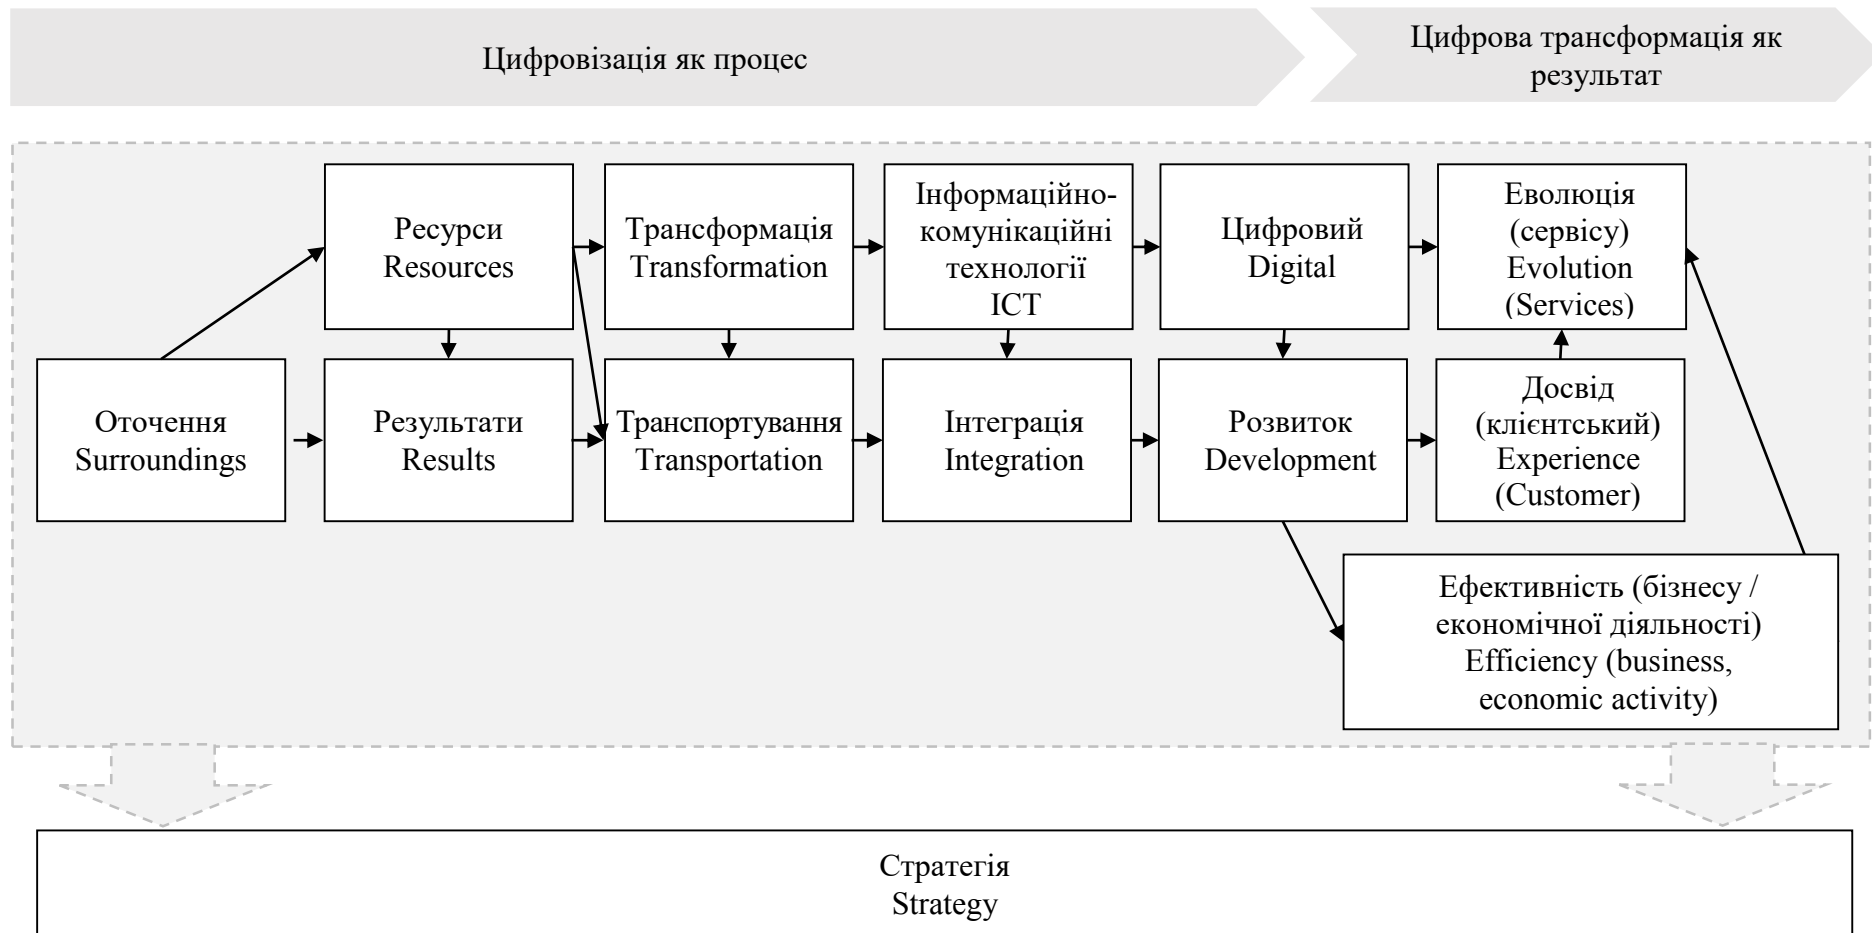 Цифровізація як процес
Цифрова трансформація як
результат
Ресурси
Resources
Трансформація
Transformation
Інформаційно-
комунікаційні
технології
ICT
Цифровий
Digital
Еволюція
(сервісу)
Evolution
(Services)
Оточення
Surroundings
Результати
Results
Транспортування
Transportation
Інтеграція
Integration
Розвиток
Development
Досвід
(клієнтський)
Experience
(Customer)
Ефективність (бізнесу /
економічної діяльності)
Efficiency (business,
economic activity)
Стратегія
Strategy